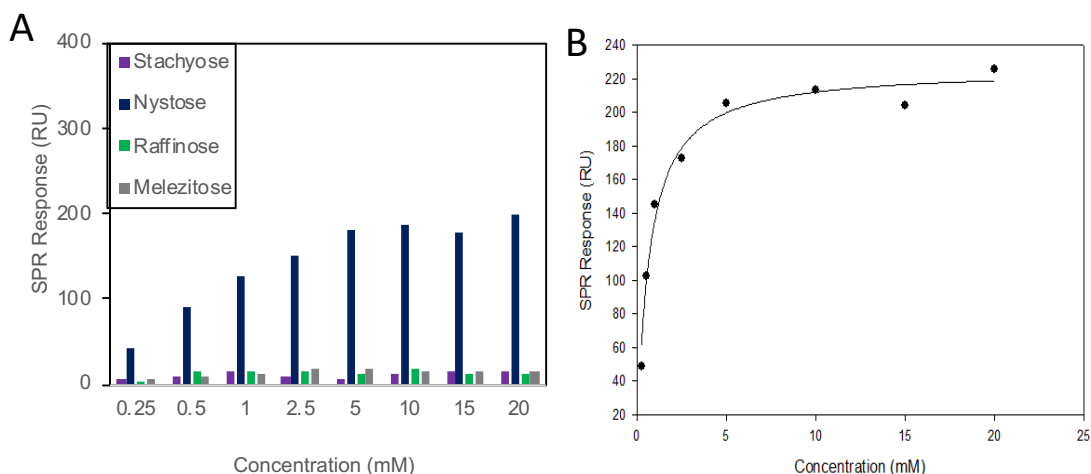 A
400
300
200
100
0
SPR Response (RU)
Stachyose
Nystose
Raffinose
Melezitose
0.25 0.5 1 2.5 5 10 15 20
Concentration (mM)
B
240
220
200
180
160
140
120
100
80
60
40
20
SPR Response (RU)
0 5 10 15 20 25
Concentration (mM)